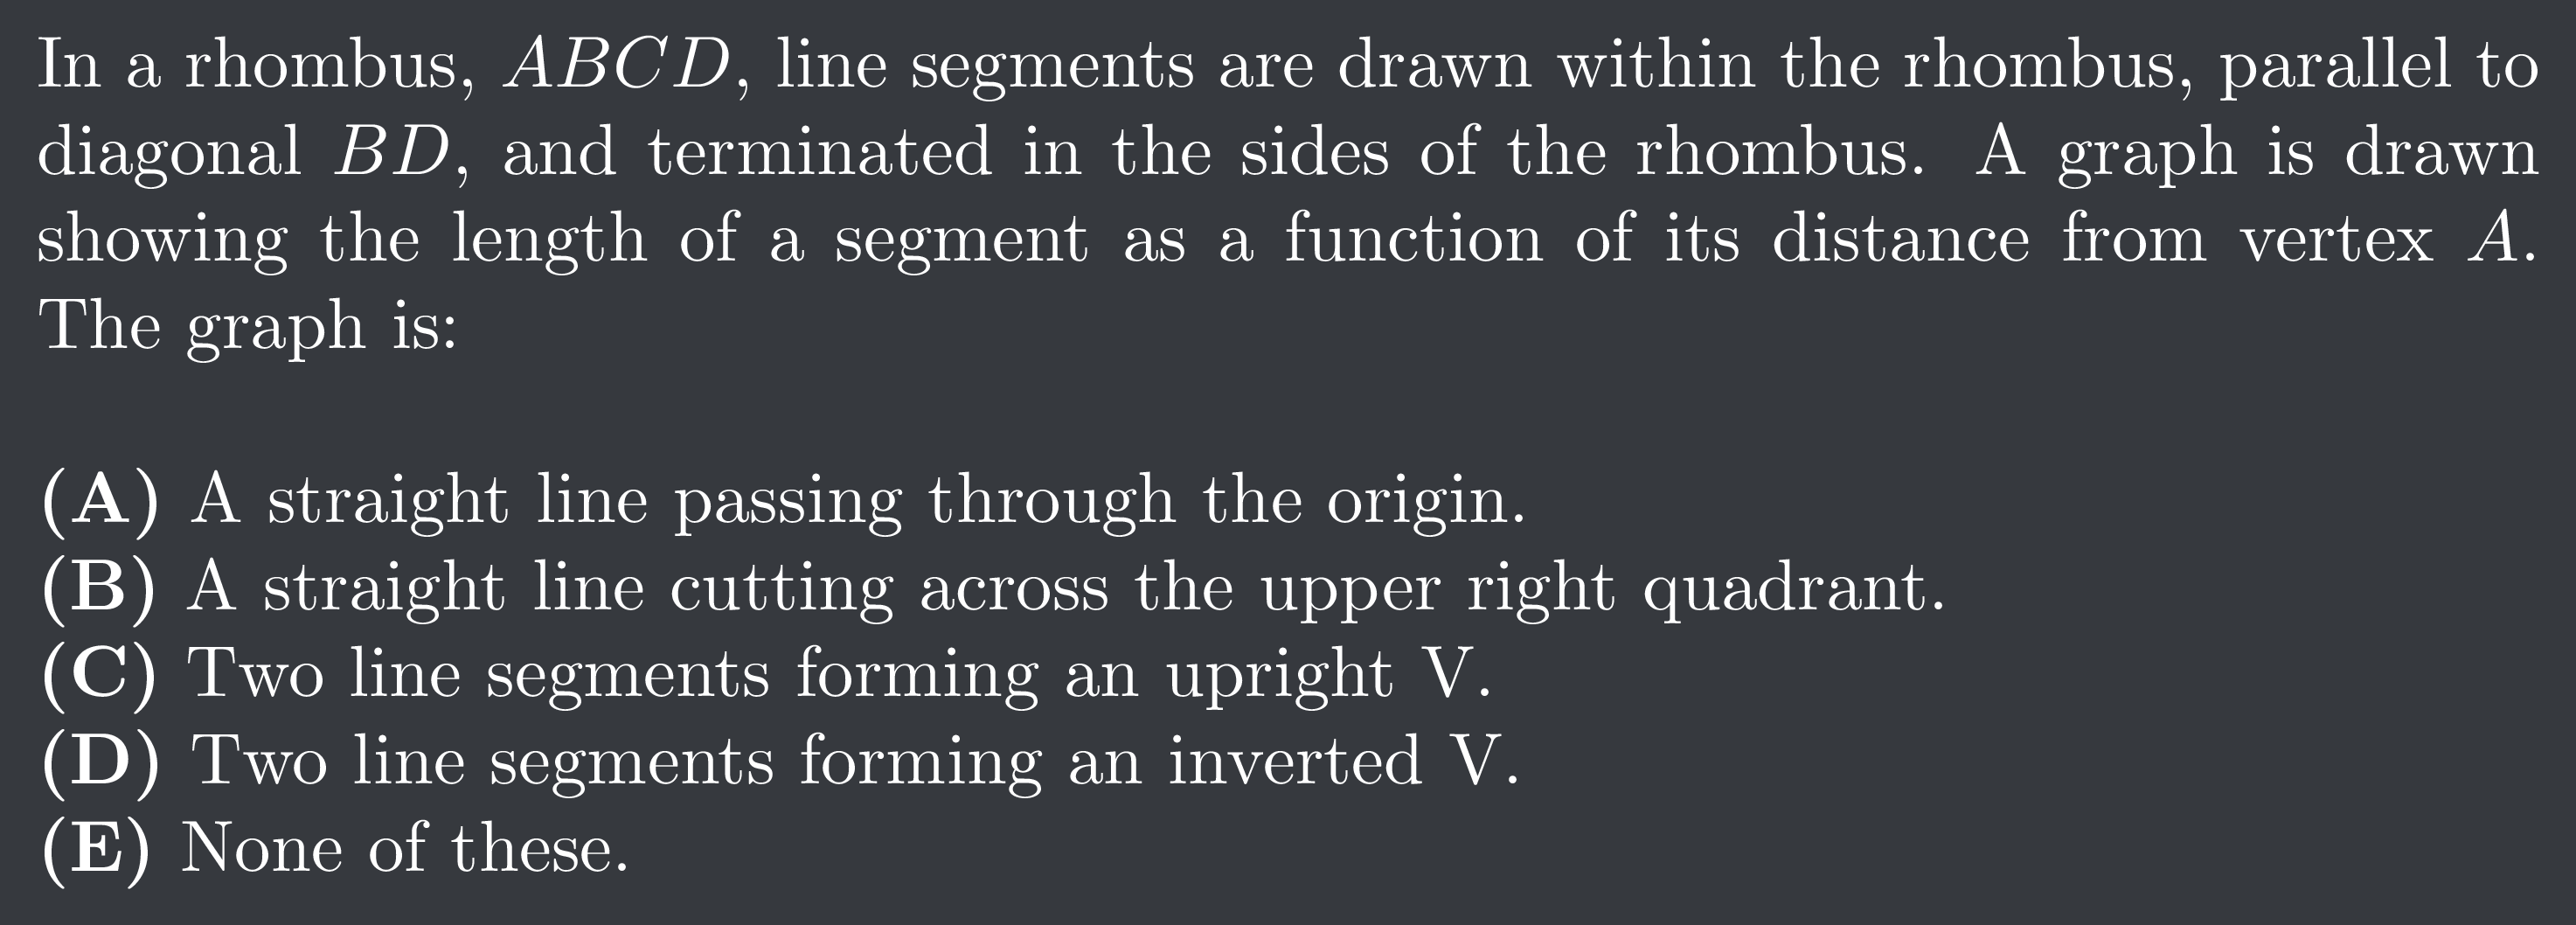 In a rhombus, ABCD, line segments are drawn within the rhombus, parallel to
diagonal BD, and terminated in the sides of the rhombus. A graph is drawn
showing the length of a segment as a function of its distance from vertex A.
The graph is:
(A) A straight line passing through the origin.
(B) A straight line cutting across the upper right quadrant.
(C) Two line segments forming an upright V.
(D) Two line segments forming an inverted V.
(E) None of these.